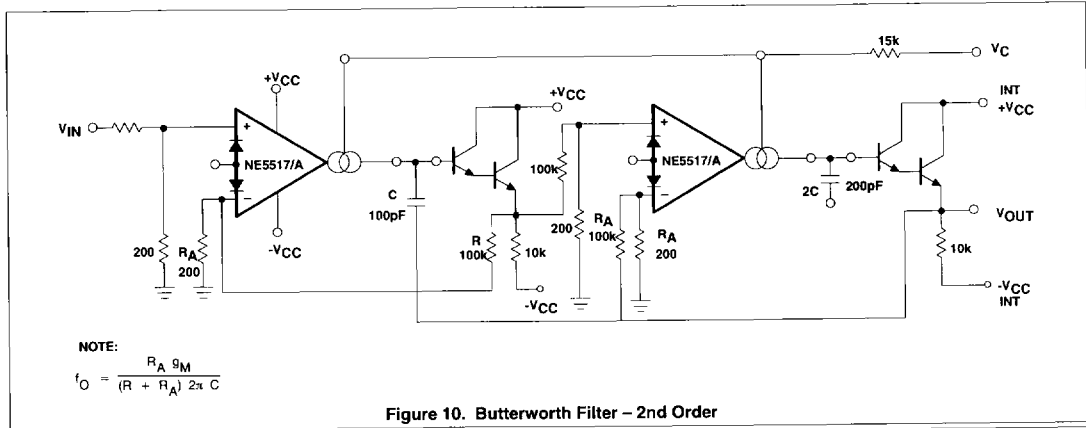 15k
VC
+VCC
INT
+VCC
+VCC
VIN
+
NE5517/A
−
-VCC
200
RA
200
C
100pF
100k
R
100k
10k
-VCC
200
+
NE5517/A
−
RA
100k
RA
200
2C
200pF
VOUT
10k
-VCC
INT
NOTE:
fO = RA gM / (R + RA) 2π C
Figure 10. Butterworth Filter – 2nd Order